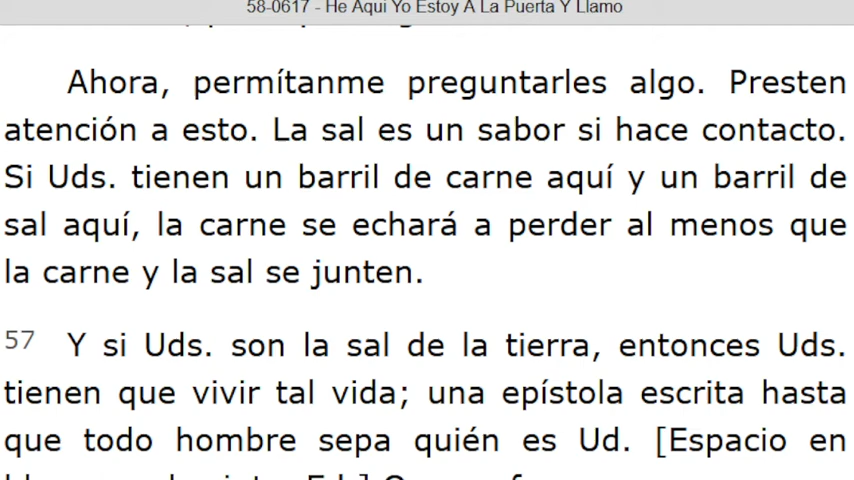 58-0617 - He Aquí Yo Estoy A La Puerta Y Llamo
Ahora, permítanme preguntarles algo. Presten
atención a esto. La sal es un sabor si hace contacto.
Si Uds. tienen un barril de carne aquí y un barril de
sal aquí, la carne se echará a perder al menos que
la carne y la sal se junten.
57 Y si Uds. son la sal de la tierra, entonces Uds.
tienen que vivir tal vida; una epístola escrita hasta
que todo hombre sepa quién es Ud. [Espacio en